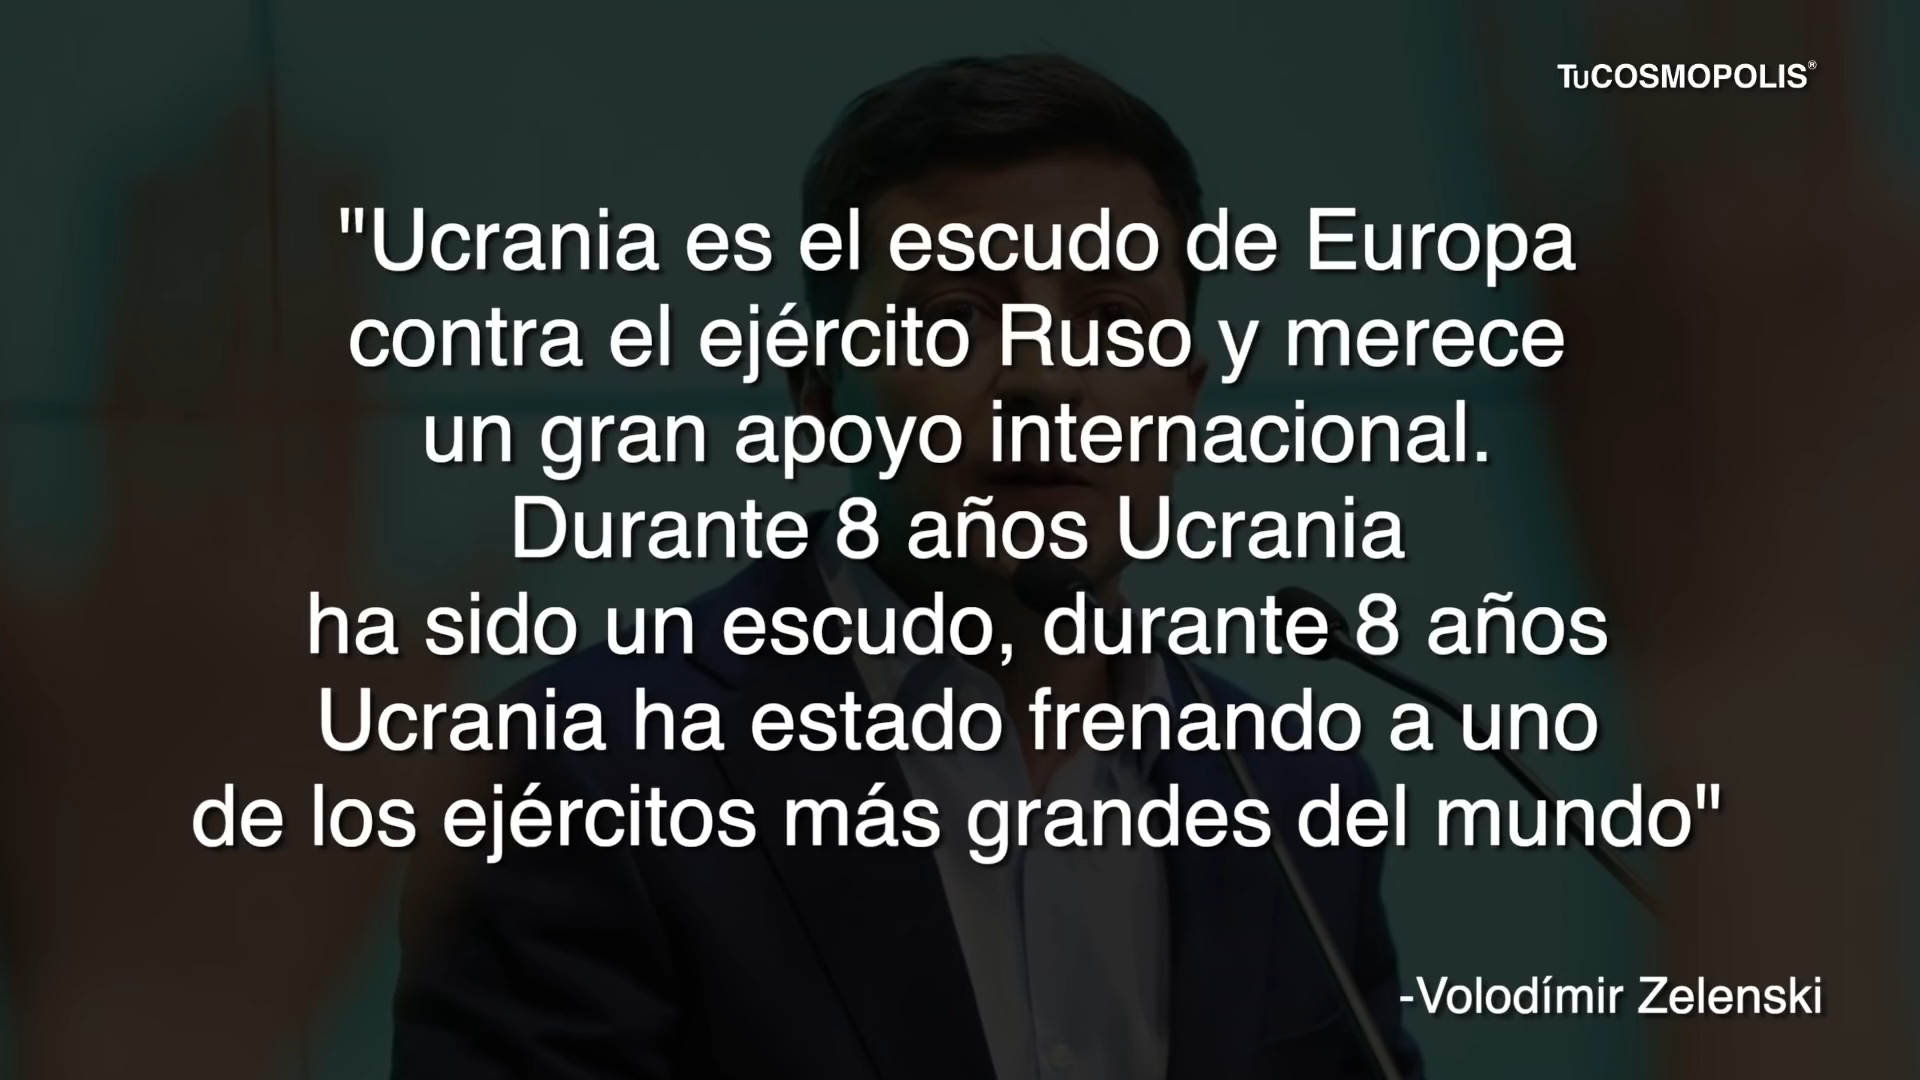 TuCOSMOPOLIS®
"Ucrania es el escudo de Europa
contra el ejército Ruso y merece
un gran apoyo internacional.
Durante 8 años Ucrania
ha sido un escudo, durante 8 años
Ucrania ha estado frenando a uno
de los ejércitos más grandes del mundo"
-Volodímir Zelenski